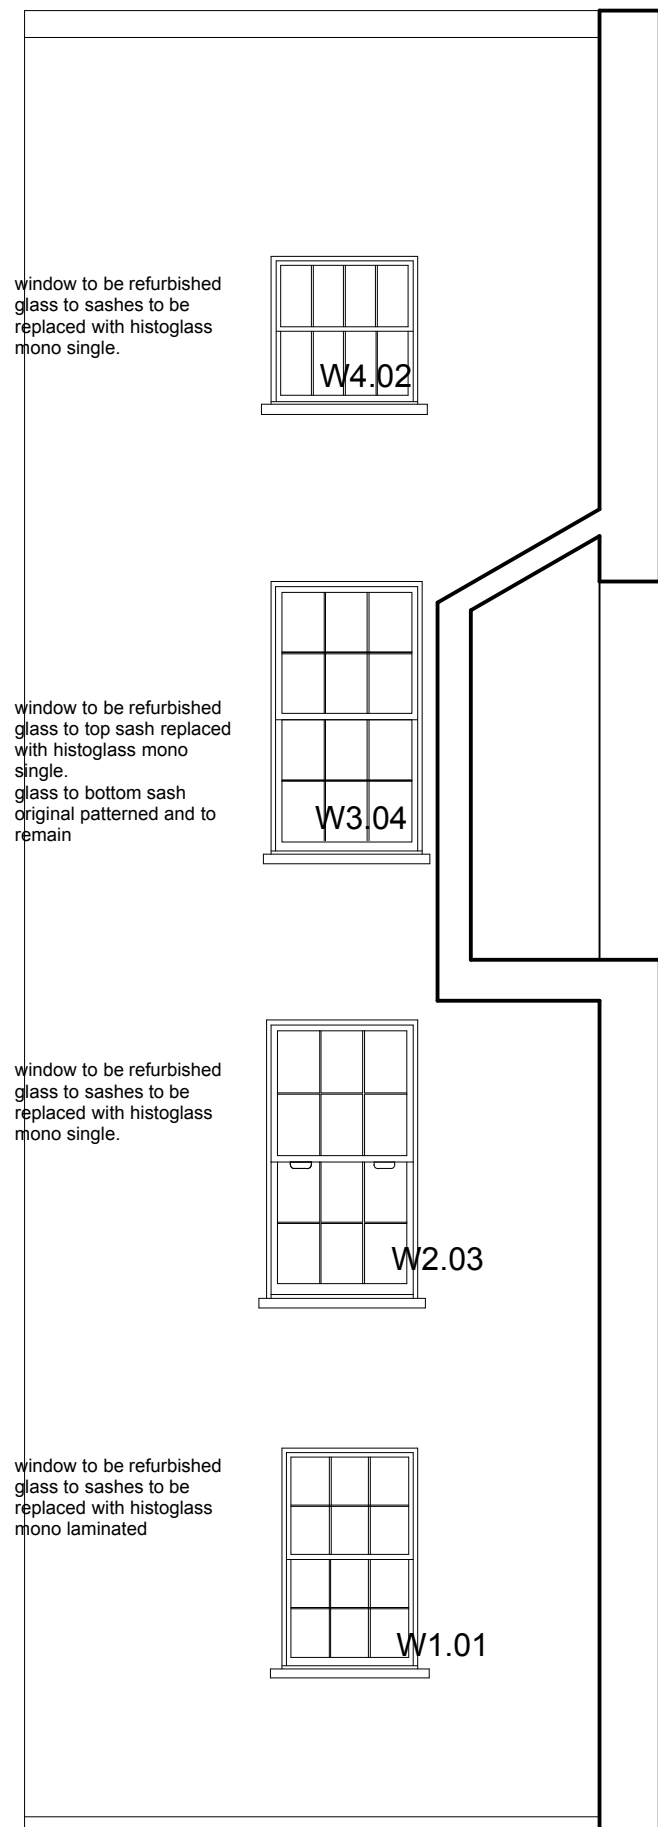 window to be refurbished
glass to sashes to be
replaced with histoglass
mono single.
W4.02
window to be refurbished
glass to top sash replaced
with histoglass mono
single.
glass to bottom sash
original patterned and to
remain
W3.04
window to be refurbished
glass to sashes to be
replaced with histoglass
mono single.
W2.03
window to be refurbished
glass to sashes to be
replaced with histoglass
mono laminated
W1.01